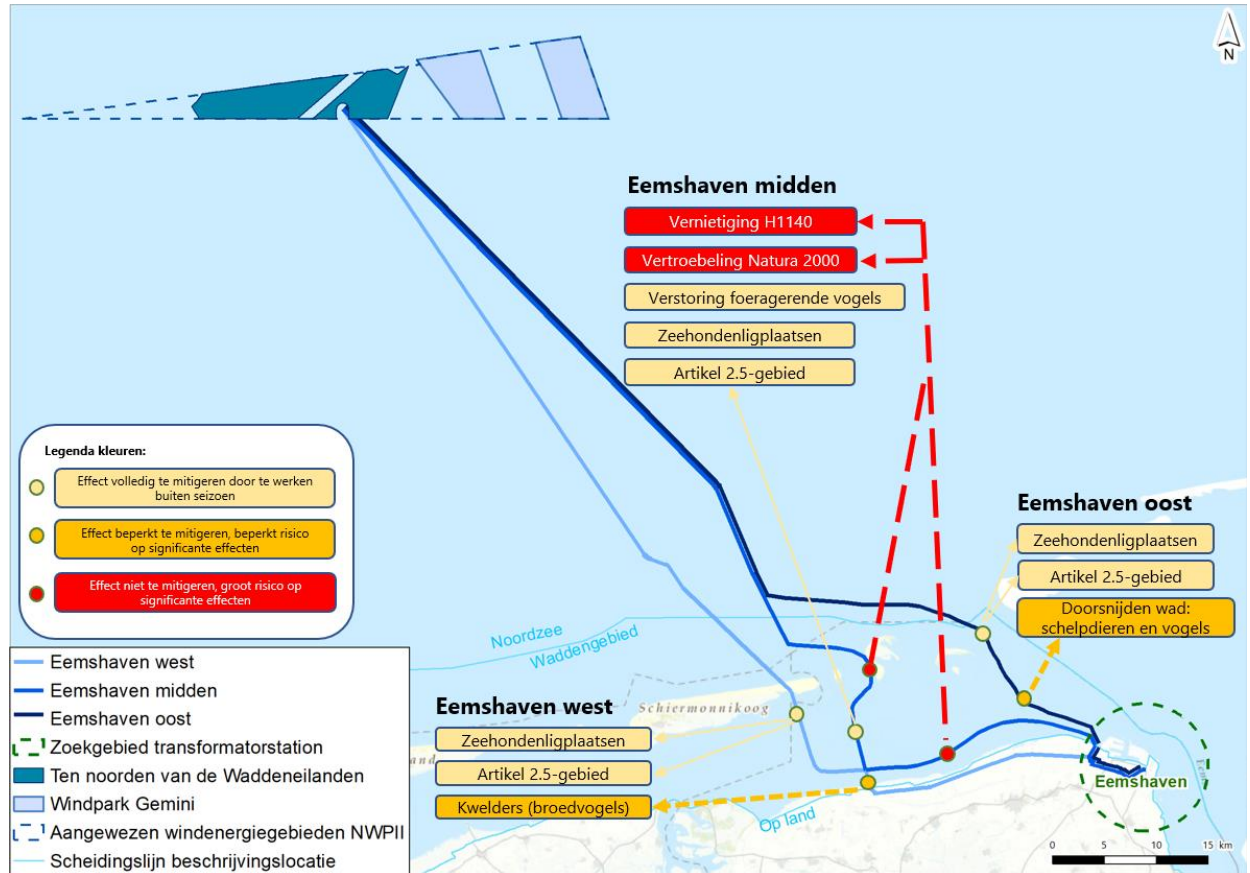 N
Eemshaven midden
Vernietiging H1140
Vertroebeling Natura 2000
Verstoring foeragerende vogels
Zeehondenligplaatsen
Artikel 2.5-gebied
Legenda kleuren:
Effect volledig te mitigeren door te werken
buiten seizoen
Effect beperkt te mitigeren, beperkt risico
op significante effecten
Effect niet te mitigeren, groot risico op
significante effecten
Eemshaven oost
Zeehondenligplaatsen
Artikel 2.5-gebied
Doorsnijden wad:
schelpdieren en vogels
Noordzee
Waddengebied
Schiermonnikoog
Eemshaven west
Zeehondenligplaatsen
Artikel 2.5-gebied
Kwelders (broedvogels)
Op land
Eemshaven
Eems
0 5 10 15 km
Eemshaven west
Eemshaven midden
Eemshaven oost
Zoekgebied transformatorstation
Ten noorden van de Waddeneilanden
Windpark Gemini
Aangewezen windenergiegebieden NWPII
Scheidingslijn beschrijvingslocatie